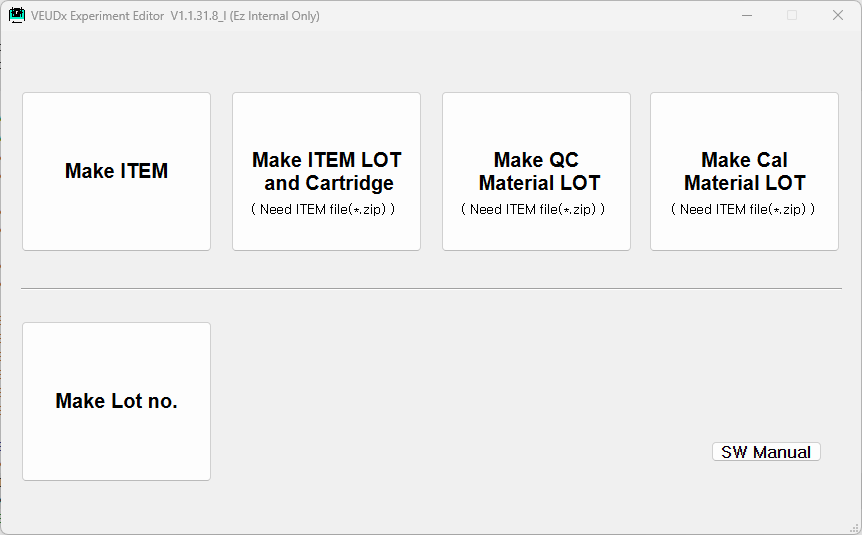 VEUDx Experiment Editor  V1.1.31.8_I (Ez Internal Only)
Make ITEM
Make ITEM LOT
and Cartridge
( Need ITEM file(*.zip) )
Make QC
Material LOT
( Need ITEM file(*.zip) )
Make Cal
Material LOT
( Need ITEM file(*.zip) )
Make Lot no.
SW Manual